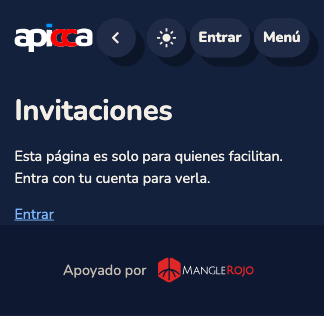 apicca
Entrar
Menú
Invitaciones
Esta página es solo para quienes facilitan.
Entra con tu cuenta para verla.
Entrar
Apoyado por MANGLEROJO